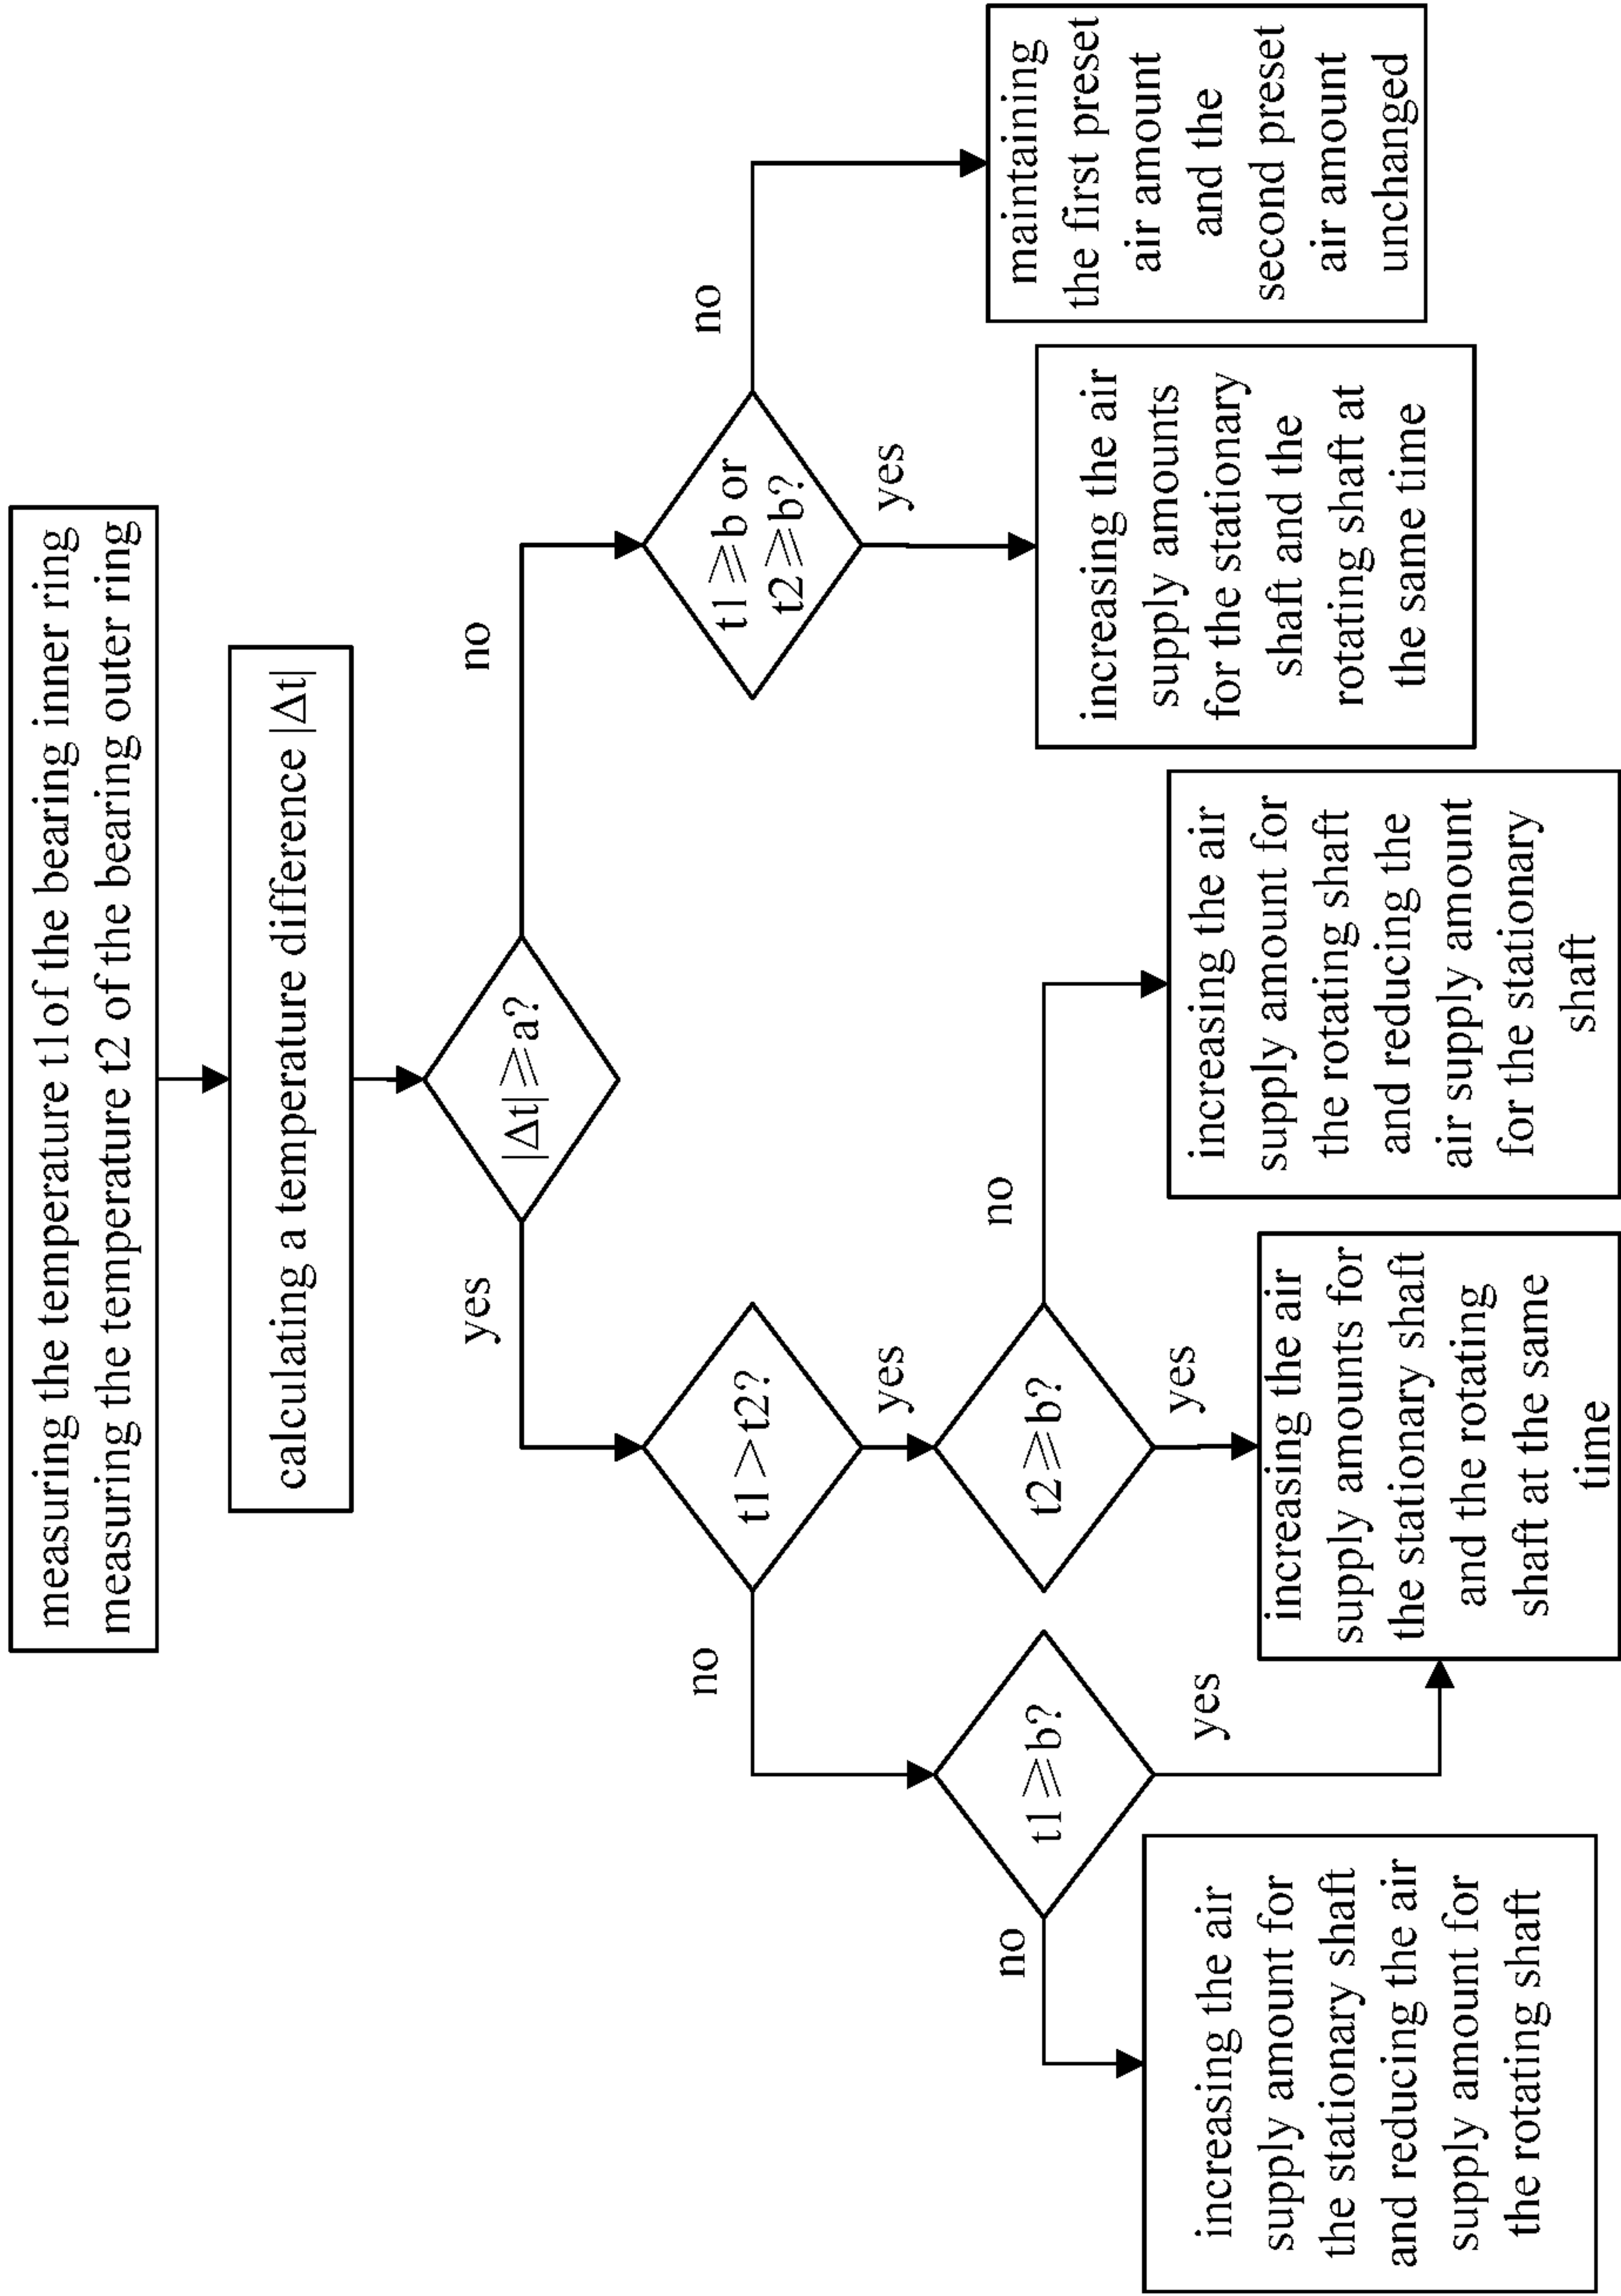 measuring the temperature t1of the bearing inner ring
measuring the temperature t2 of the bearing outer ring
calculating a temperature difference |Δt|
|Δt|⩾a?
yes
no
t1>t2?
t1⩾b or
t2⩾b?
no
yes
yes
no
t1⩾b?
t2⩾b?
no
yes
yes
no
increasing the air
supply amount for
the stationary shaft
and reducing the air
supply amount for
the rotating shaft
increasing the air
supply amounts for
the stationary shaft
and the rotating
shaft at the same
time
increasing the air
supply amount for
the rotating shaft
and reducing the
air supply amount
for the stationary
shaft
increasing the air
supply amounts
for the stationary
shaft and the
rotating shaft at
the same time
maintaining
the first preset
air amount
and the
second preset
air amount
unchanged